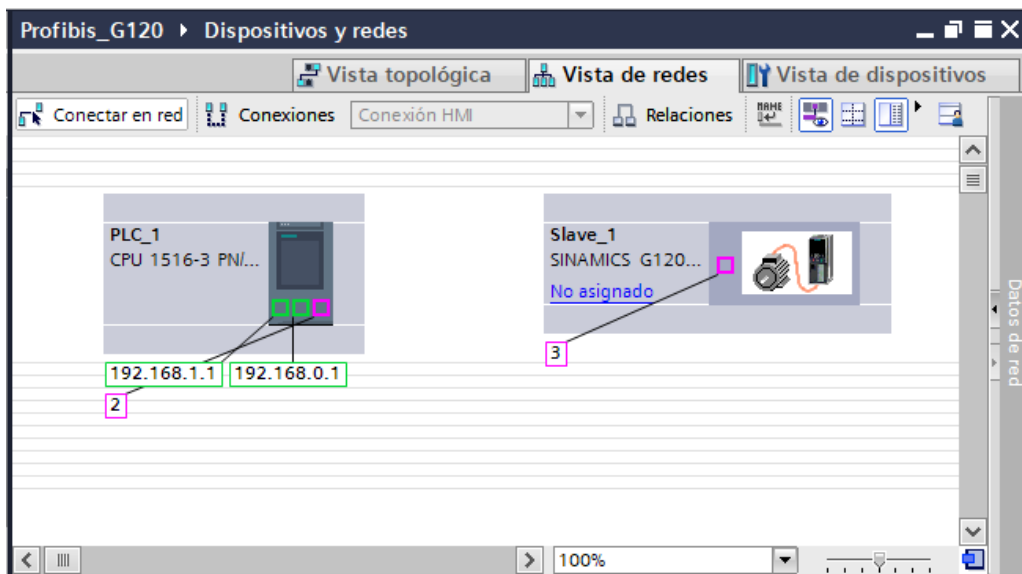 Profibis_G120 ▸ Dispositivos y redes
Vista topológica
Vista de redes
Vista de dispositivos
Conectar en red
Conexiones
Conexión HMI
Relaciones
NAME
PLC_1
CPU 1516-3 PN/...
192.168.1.1
192.168.0.1
2
Slave_1
SINAMICS G120...
No asignado
3
Datos de red
100%